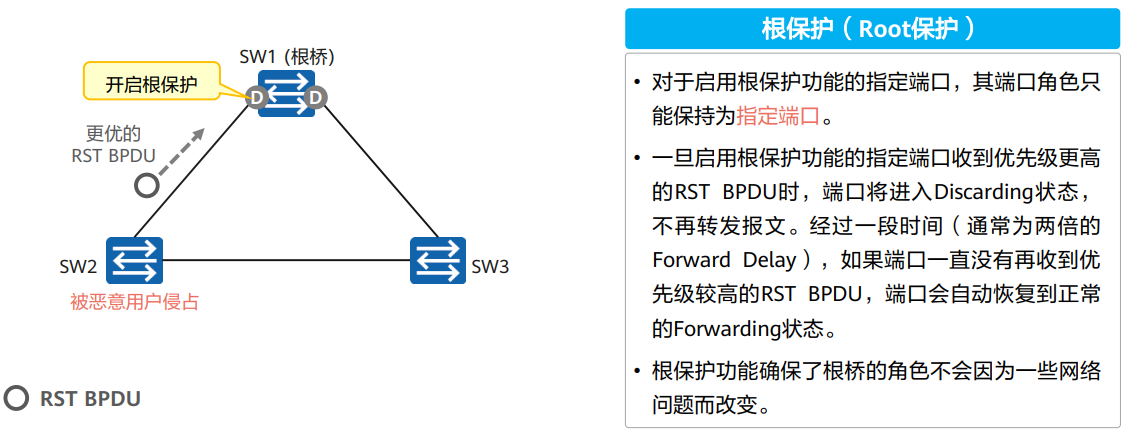 SW1 (根桥)
开启根保护
D
D
更优的
RST BPDU
SW2
SW3
被恶意用户侵占
RST BPDU
根保护（Root保护）
• 对于启用根保护功能的指定端口，其端口角色只
能保持为指定端口。
• 一旦启用根保护功能的指定端口收到优先级更高
的RST BPDU时，端口将进入Discarding状态，
不再转发报文。经过一段时间（通常为两倍的
Forward Delay），如果端口一直没有再收到优
先级较高的RST BPDU，端口会自动恢复到正常
的Forwarding状态。
• 根保护功能确保了根桥的角色不会因为一些网络
问题而改变。